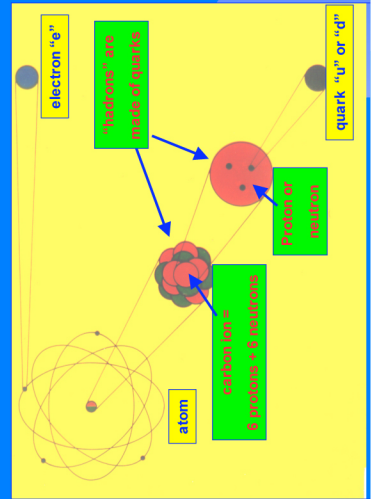 electron “e”
“hadrons” are
made of quarks
quark “u” or “d”
Proton or
neutron
carbon ion =
6 protons + 6 neutrons
atom